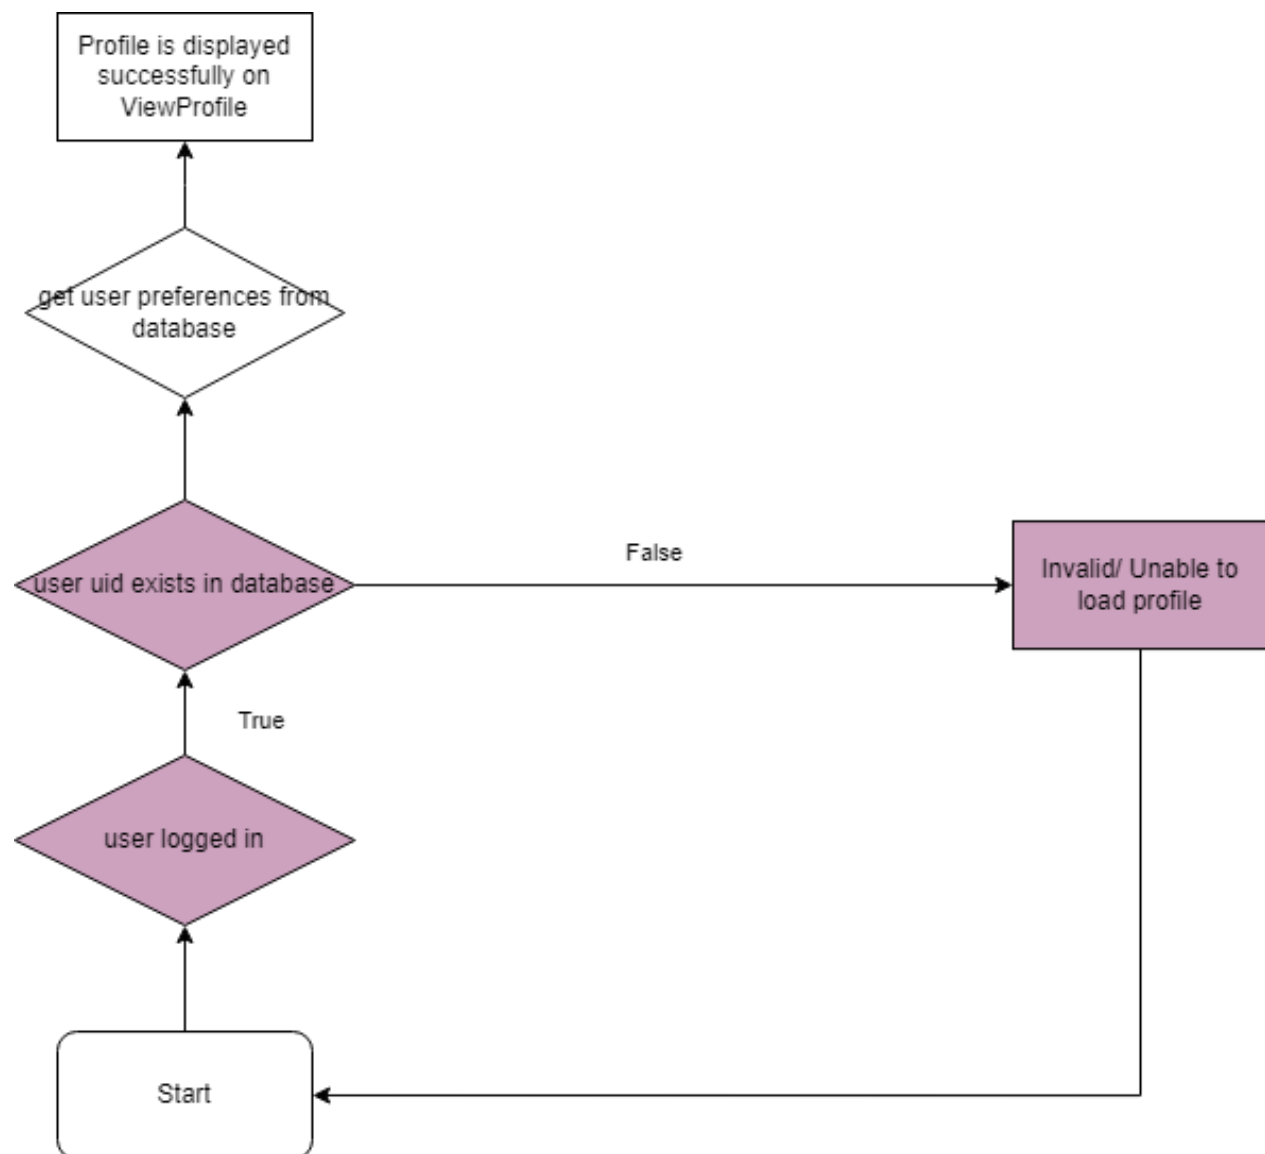 Profile is displayed
successfully on
ViewProfile
get user preferences from
database
user uid exists in database
False
Invalid/ Unable to
load profile
True
user logged in
Start